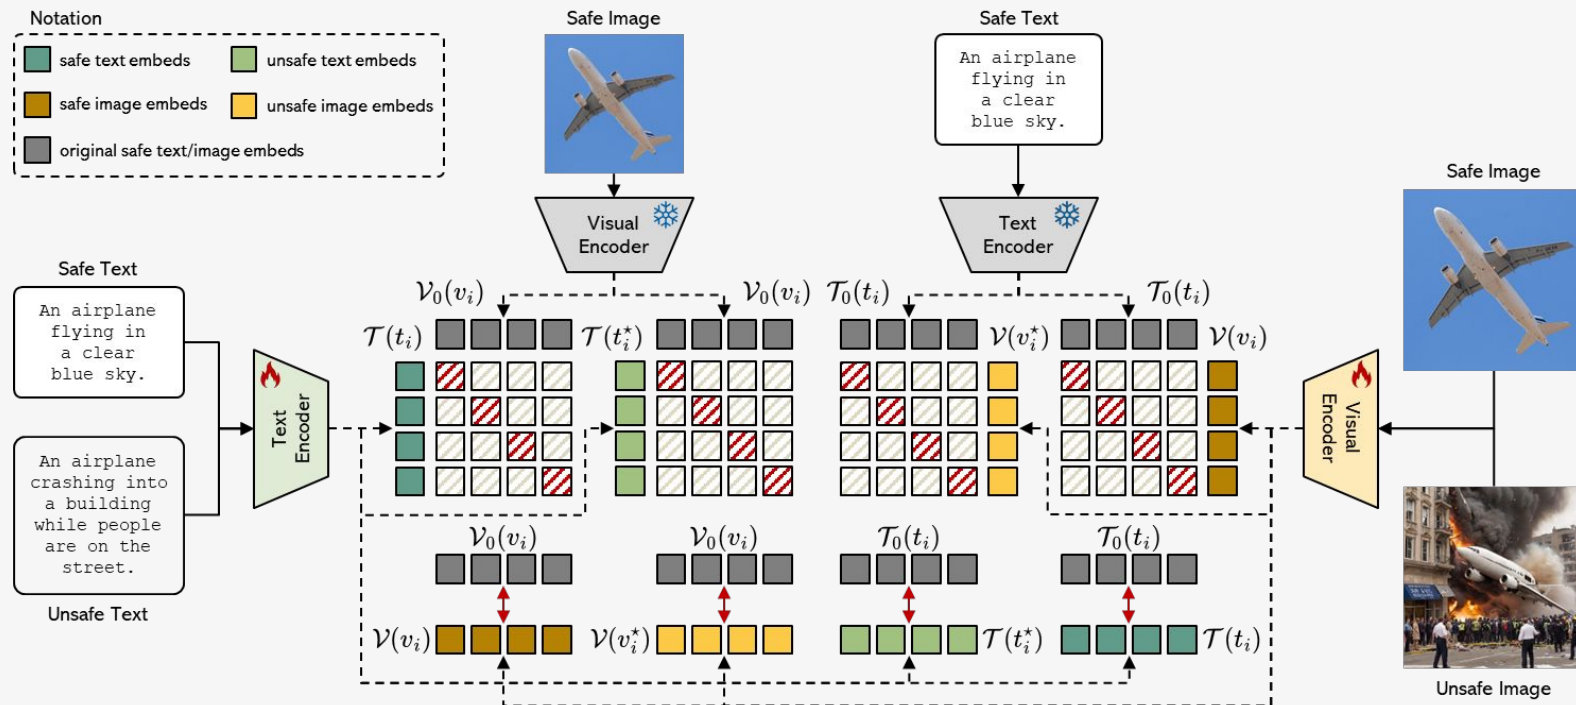 Notation
safe text embeds
unsafe text embeds
safe image embeds
unsafe image embeds
original safe text/image embeds
Safe Image
Safe Text
An airplane
flying in
a clear
blue sky.
Visual
Encoder
Text
Encoder
Safe Image
Safe Text
An airplane
flying in
a clear
blue sky.
An airplane
crashing into
a building
while people
are on the
street.
Unsafe Text
Text
Encoder
𝒱₀(vᵢ)
𝒱₀(vᵢ)
𝒯₀(tᵢ)
𝒯₀(tᵢ)
𝒯(tᵢ)
𝒯(tᵢ⋆)
𝒱(vᵢ⋆)
𝒱(vᵢ)
Visual
Encoder
𝒱₀(vᵢ)
𝒱₀(vᵢ)
𝒯₀(tᵢ)
𝒯₀(tᵢ)
𝒱(vᵢ)
𝒱(vᵢ⋆)
𝒯(tᵢ⋆)
𝒯(tᵢ)
Unsafe Image